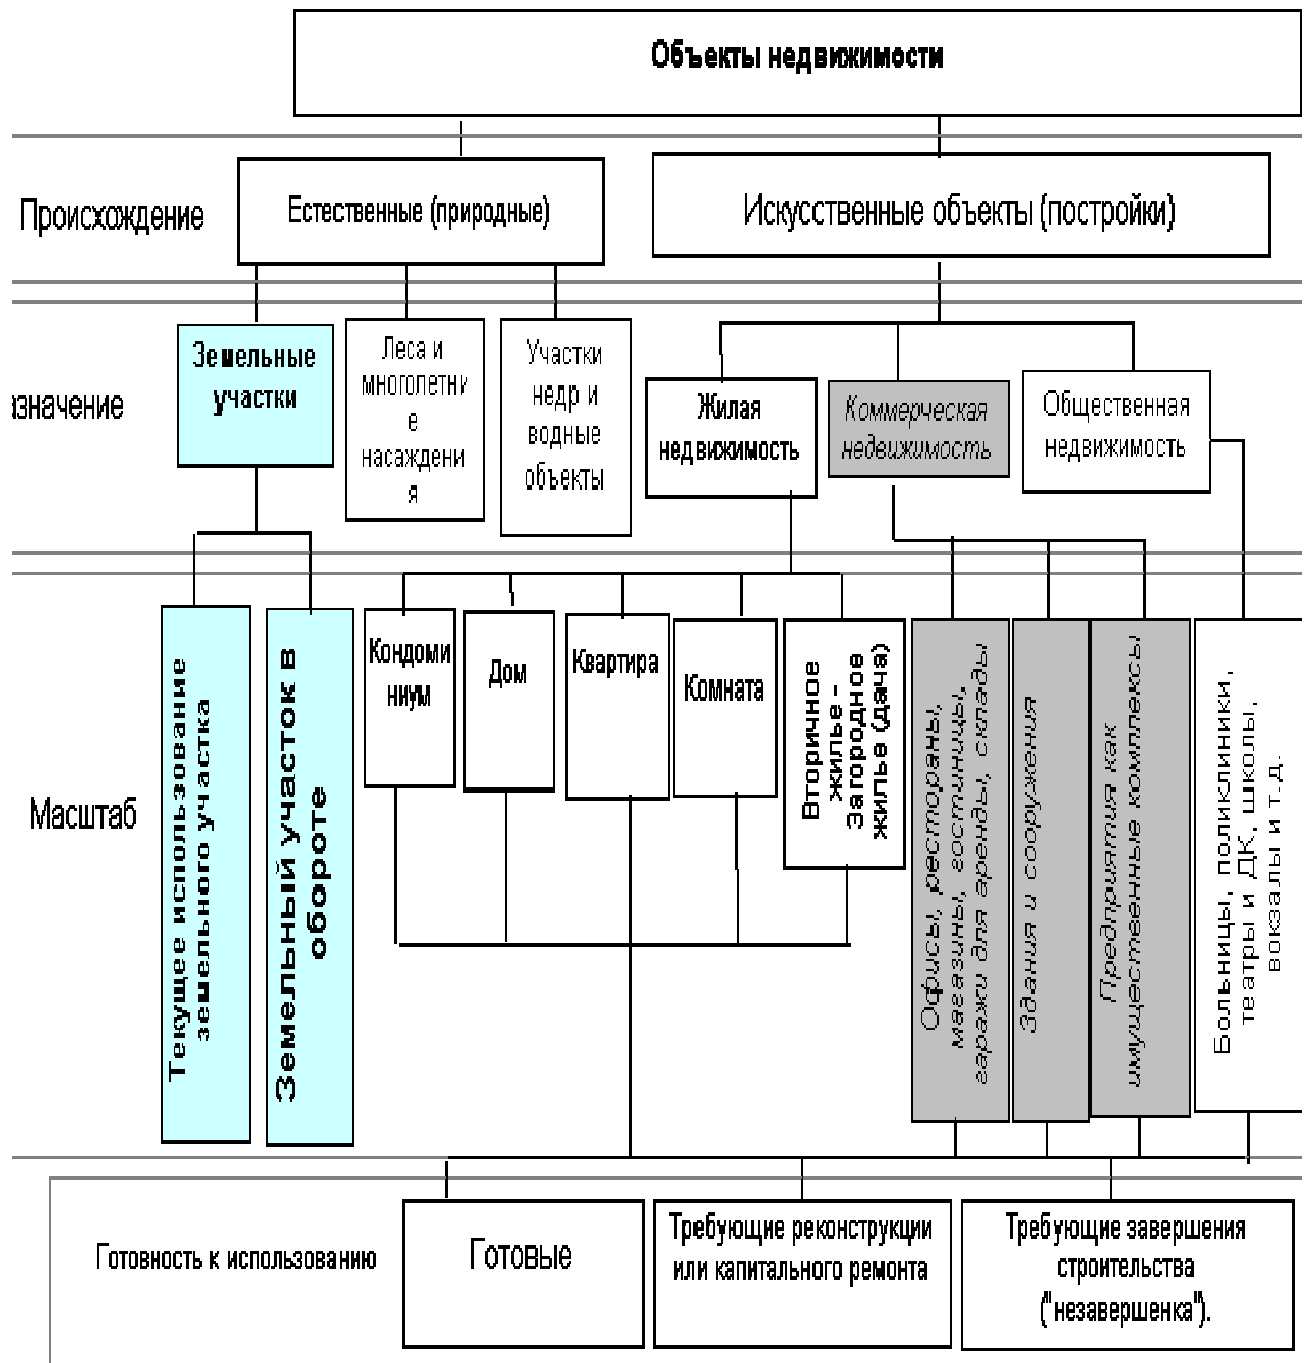 Объекты недвижимости
Происхождение
Естественные (природные)
Искусственные объекты (постройки)
азначение
Земельные
участки
Леса и
многолетни
е
насаждени
я
Участки
недр и
водные
объекты
Жилая
недвижимость
Коммерческая
недвижимость
Общественная
недвижимость
Масштаб
Текущее использование
земельного участка
Земельный участок в
обороте
Кондоми
ниум
Дом
Квартира
Комната
Вторичное
жилье –
Загородное
жилье (дача)
Офисы, рестораны,
магазины, гостиницы,
гаражи для аренды, склады
Здания и сооружения
Предприятия как
имущественные комплексы
Больницы, поликлиники,
театры и ДК, школы,
вокзалы и т.д.
Готовность к использованию
Готовые
Требующие реконструкции
или капитального ремонта
Требующие завершения
строительства
("незавершенка").